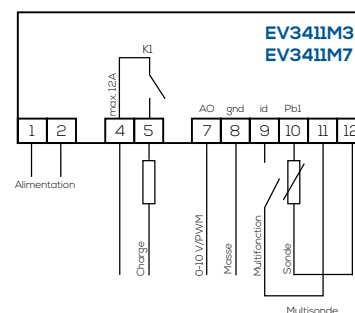 EV3411M3
EV3411M7
K1
max. 12A
AO gnd id Pb1
1 2 4 5 7 8 9 10 11 12
Alimentation
Charge
0-10 V/PWM
Masse
Multifonction
Sonde
Multisonde